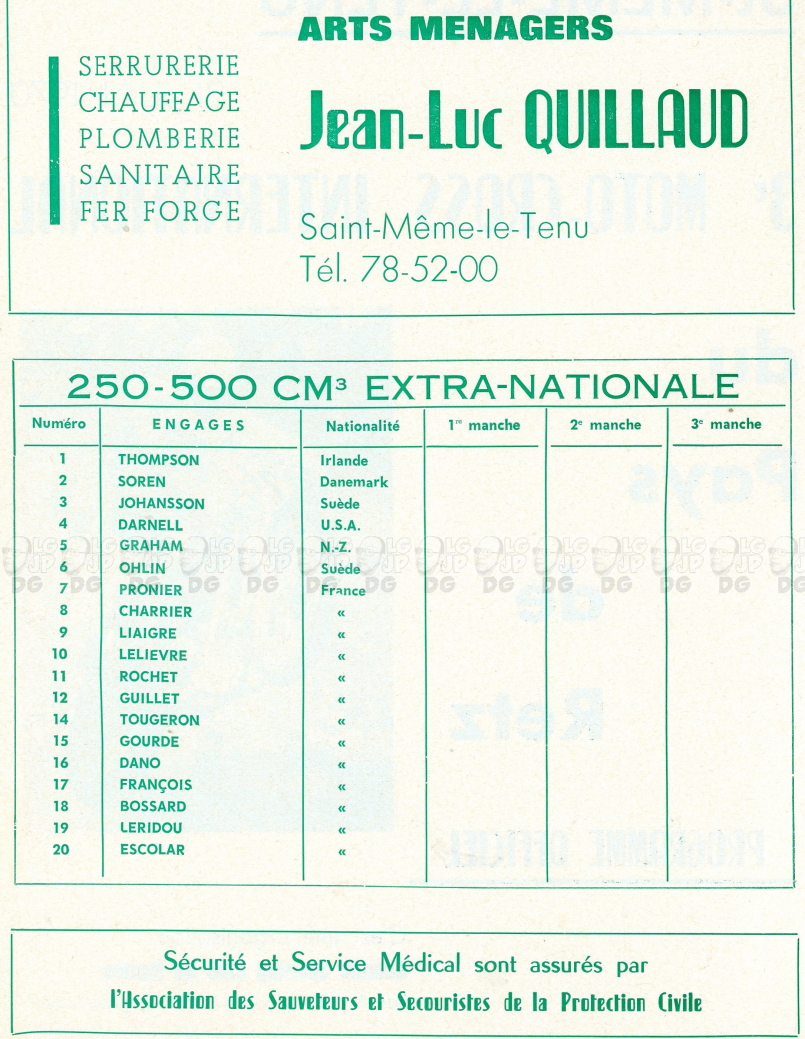 ARTS MENAGERS
SERRURERIE
CHAUFFAGE
PLOMBERIE
SANITAIRE
FER FORGE
Jean-Luc QUILLAUD
Saint-Même-le-Tenu
Tél. 78-52-00
250-500 CM³ EXTRA-NATIONALE
Numéro ENGAGES Nationalité 1re manche 2e manche 3e manche
1 THOMPSON Irlande
2 SOREN Danemark
3 JOHANSSON Suède
4 DARNELL U.S.A.
5 GRAHAM N.-Z.
6 OHLIN Suède
7 PRONIER France
8 CHARRIER «
9 LIAIGRE «
10 LELIEVRE «
11 ROCHET «
12 GUILLET «
14 TOUGERON «
15 GOURDE «
16 DANO «
17 FRANÇOIS «
18 BOSSARD «
19 LERIDOU «
20 ESCOLAR «
Sécurité et Service Médical sont assurés par
l'Association des Sauveteurs et Secouristes de la Protection Civile